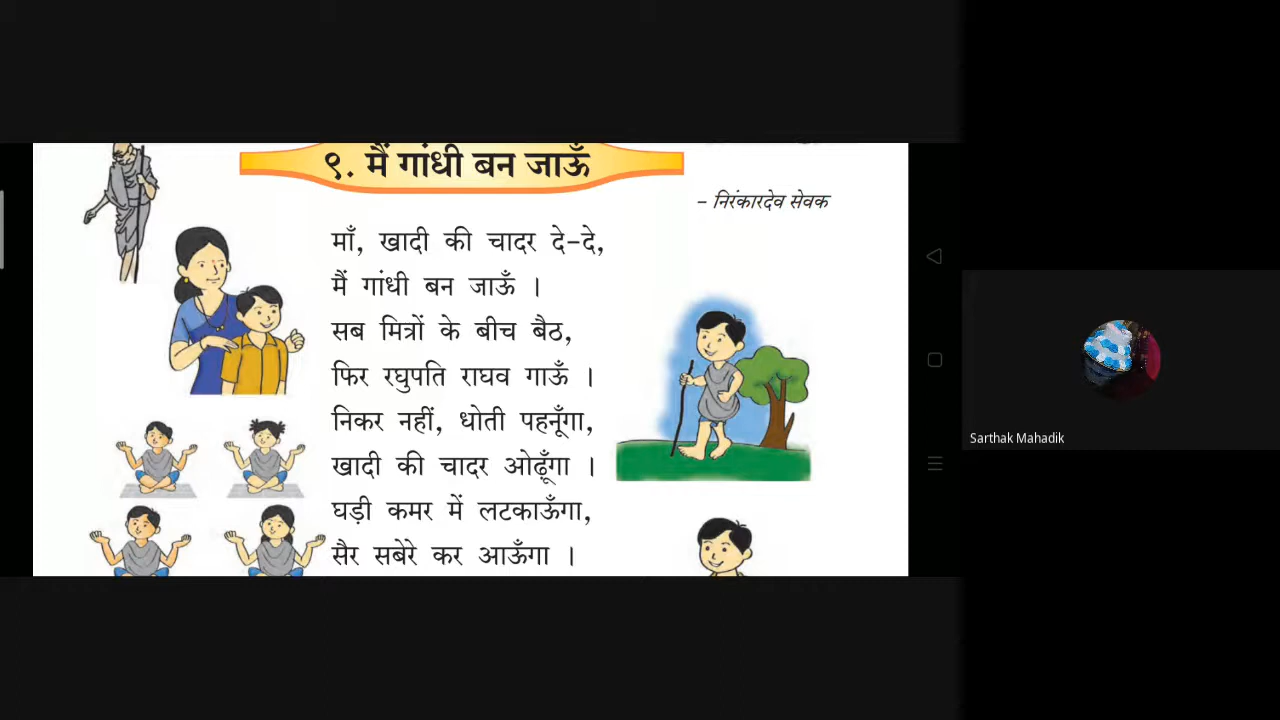 ९. मैं गांधी बन जाऊँ
– निरंकारदेव सेवक
माँ, खादी की चादर दे-दे,
मैं गांधी बन जाऊँ ।
सब मित्रों के बीच बैठ,
फिर रघुपति राघव गाऊँ ।
निकर नहीं, धोती पहनूँगा,
खादी की चादर ओढ़ूँगा ।
घड़ी कमर में लटकाऊँगा,
सैर सबेरे कर आऊँगा ।
Sarthak Mahadik